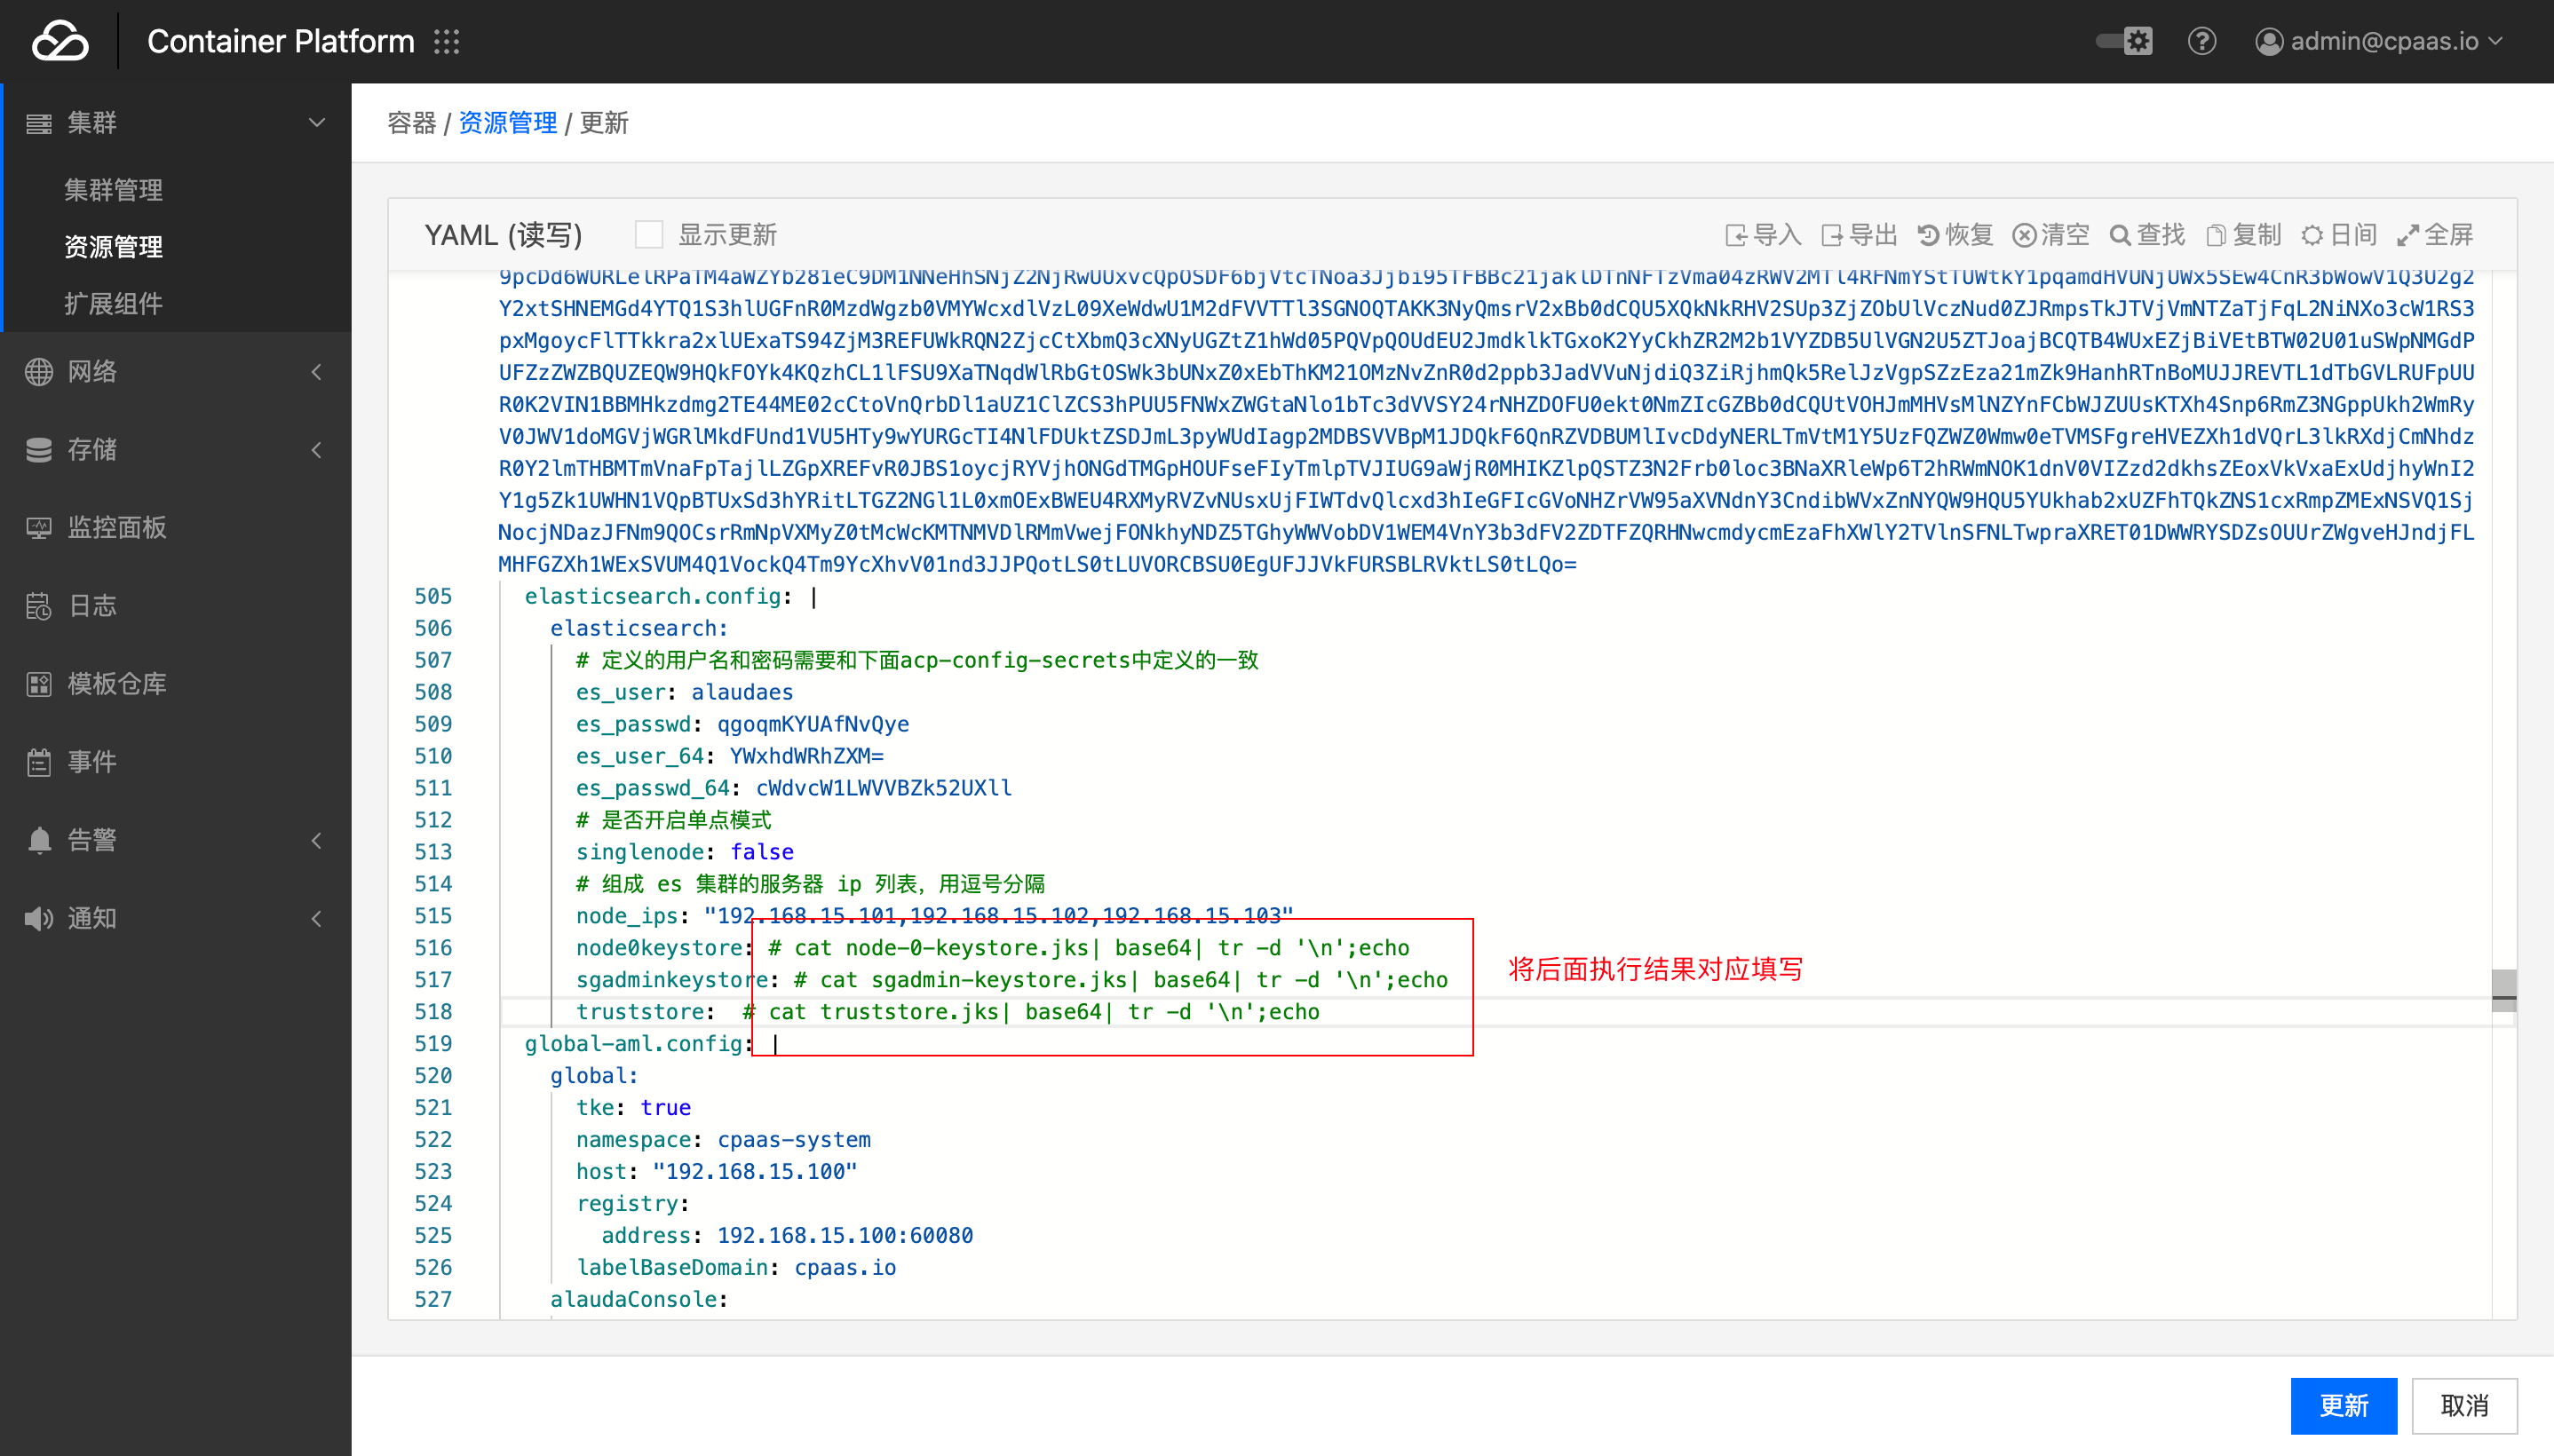 Container Platform
admin@cpaas.io
集群
集群管理
资源管理
扩展组件
网络
存储
监控面板
日志
模板仓库
事件
告警
通知
容器 / 资源管理 / 更新
YAML (读写) 显示更新 导入 导出 恢复 清空 查找 复制 日间 全屏
Y2xtSHNEMGd4YTQ1S3hlUGFnR0MzdWgzb0VMYWcxdlVzL09XeWdwU1M2dFVVTTl3SGNOQTAKK3NyQmsrV2xBb0dCQU5XQkNkRHV2SUp3ZjZObUlVczNud0ZJRmpsTkJTVjVmNTZaTjFqL2NiNXo3cW1RS3
pxMgoycFlTTkkra2xlUExaTS94ZjM3REFUWkRQN2ZjcCtXbmQ3cXNyUGZtZ1hWd05PQVpQOUdEU2JmdklkTGxoK2YyCkhZR2M2b1VYZDB5UlVGN2U5ZTJoajBCQTB4WUxEZjBiVEtBTW02U01uSWpNMGdP
UFZzZWZBQUZEQW9HQkFOYk4KQzhCL1lFSU9XaTNqdWlRbGtOSWk3bUNxZ0xEbThKM21OMzNvZnR0d2ppb3JadVVuNjdiQ3ZiRjhmQk5RelJzVgpSZzEza21mZk9HanhRTnBoMUJJREVTL1dTbGVLRUFpUU
R0K2VIN1BBMHkzdmg2TE44ME02cCtoVnQrbDl1aUZ1ClZCS3hPUU5FNWxZWGtaNlo1bTc3dVVSY24rNHZDOFU0ekt0NmZIcGZBb0dCQUtVOHJmMHVsMlNZYnFCbWJZUUsKTXh4Snp6RmZ3NGppUkh2WmRy
V0JWV1doMGVjWGRlMkdFUnd1VU5HTy9wYURGcTI4NlFDUktZSDJmL3pyWUdIagp2MDBSVVBpM1JDQkF6QnRZVDBUMlIvcDdyNERLTmVtM1Y5UzFQZWZ0Wmw0eTVMSFgreHVEZXh1dVQrL3lkRXdjCmNhdz
R0Y2lmTHBMTmVnaFpTajlLZGpXREFvR0JBS1oycjRYVjhONGdTMGpHOUFseFIyTmlpTVJIUG9aWjR0MHIKZlpQSTZ3N2Frb0loc3BNaXRleWp6T2hRWmNOK1dnV0VIZzd2dkhsZEoxVkVxaExUdjhyWnI2
Y1g5Zk1UWHN1VQpBTUxSd3hYRitLTGZ2NGl1L0xmOExBWEU4RXMyRVZvNUsxUjFIWTdvQlcxd3hIeGFIcGVoNHZrVW95aXVNdnY3CndibWVxZnNYQW9HQU5YUkhab2xUZFhTQkZNS1cxRmpZMExNSVQ1Sj
NocjNDazJFNm9QOCsrRmNpVXMyZ0tMcWcKMTNMVDlRMmVwejFONkhyNDZ5TGhyWWVobDV1WEM4VnY3b3dFV2ZDTFZQRHNwcmdycmEzaFhXWlY2TVlnSFNLTwpraXRET01DWWRYSDZsOUUrZWgveHJndjFL
MHFGZXh1WExSVUM4Q1VockQ4Tm9YcXhvV01nd3JJPQotLS0tLUVORCBSU0EgUFJJVkFURSBLRVktLS0tLQo=
505 elasticsearch.config: |
506 elasticsearch:
507 # 定义的用户名和密码需要和下面acp-config-secrets中定义的一致
508 es_user: alaudaes
509 es_passwd: qgoqmKYUAfNvQye
510 es_user_64: YWxhdWRhZXM=
511 es_passwd_64: cWdvcW1LWVVBZk52UXll
512 # 是否开启单点模式
513 singlenode: false
514 # 组成 es 集群的服务器 ip 列表，用逗号分隔
515 node_ips: "192.168.15.101,192.168.15.102,192.168.15.103"
516 node0keystore: # cat node-0-keystore.jks| base64| tr -d '\n';echo
517 sgadminkeystore: # cat sgadmin-keystore.jks| base64| tr -d '\n';echo
518 truststore: # cat truststore.jks| base64| tr -d '\n';echo
将后面执行结果对应填写
519 global-aml.config: |
520 global:
521 tke: true
522 namespace: cpaas-system
523 host: "192.168.15.100"
524 registry:
525 address: 192.168.15.100:60080
526 labelBaseDomain: cpaas.io
527 alaudaConsole:
更新 取消